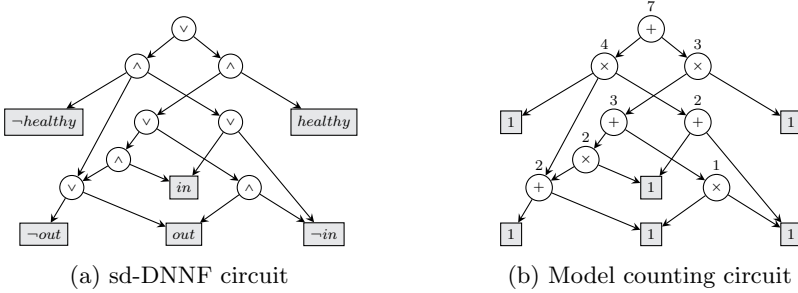 ∨ 7 +
∧ ∧ 4 × 3 ×
¬healthy ∨ ∨ healthy 1 3 + 2 + 1
∧ 2 ×
∨ in ∧ 2 + 1 1 ×
¬out out ¬in 1 1 1
(a) sd-DNNF circuit (b) Model counting circuit